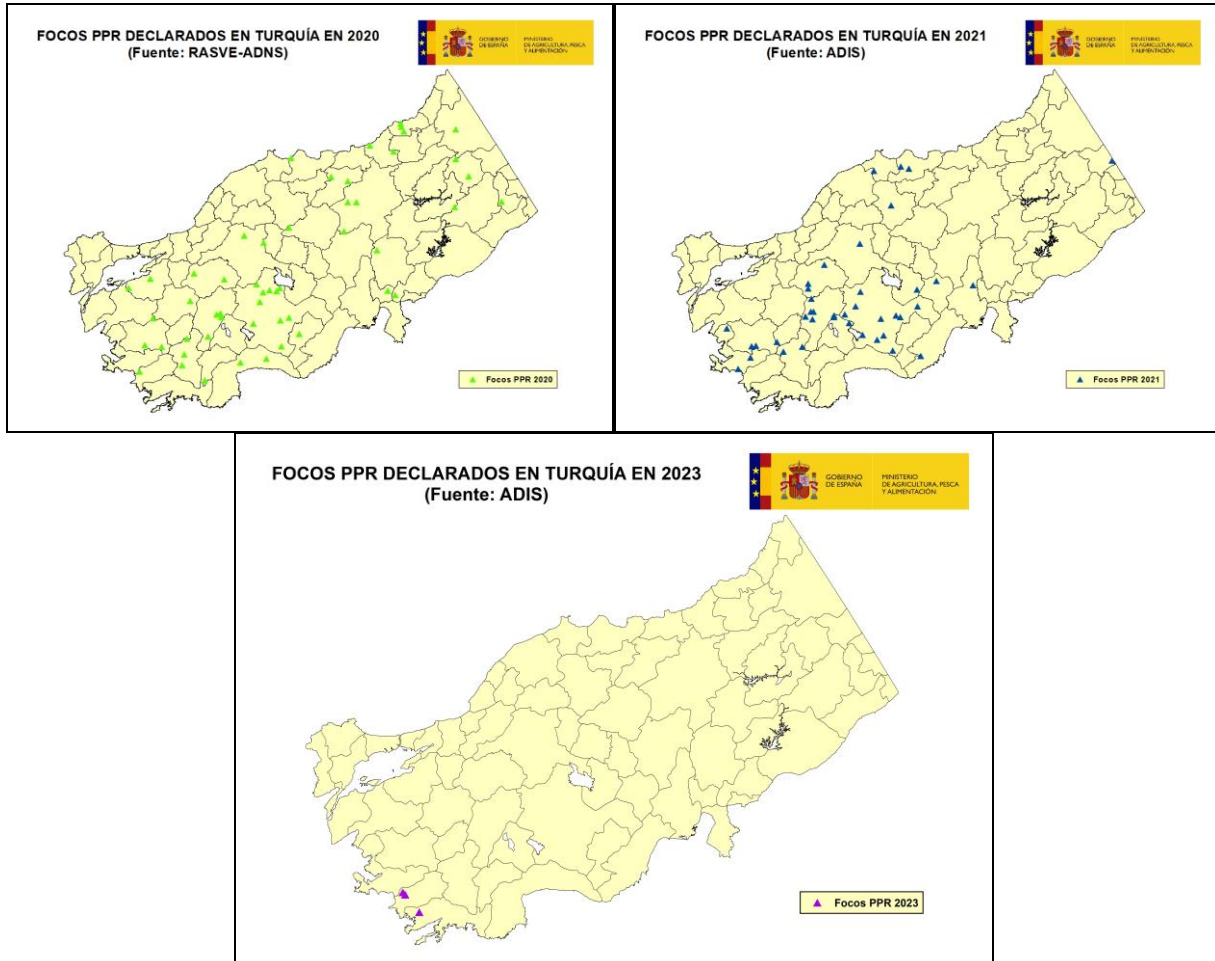 FOCOS PPR DECLARADOS EN TURQUÍA EN 2020
(Fuente: RASVE-ADNS)
GOBIERNO
DE ESPAÑA
MINISTERIO
DE AGRICULTURA, PESCA
Y ALIMENTACIÓN
Focos PPR 2020
FOCOS PPR DECLARADOS EN TURQUÍA EN 2021
(Fuente: ADIS)
GOBIERNO
DE ESPAÑA
MINISTERIO
DE AGRICULTURA, PESCA
Y ALIMENTACIÓN
Focos PPR 2021
FOCOS PPR DECLARADOS EN TURQUÍA EN 2023
(Fuente: ADIS)
GOBIERNO
DE ESPAÑA
MINISTERIO
DE AGRICULTURA, PESCA
Y ALIMENTACIÓN
Focos PPR 2023